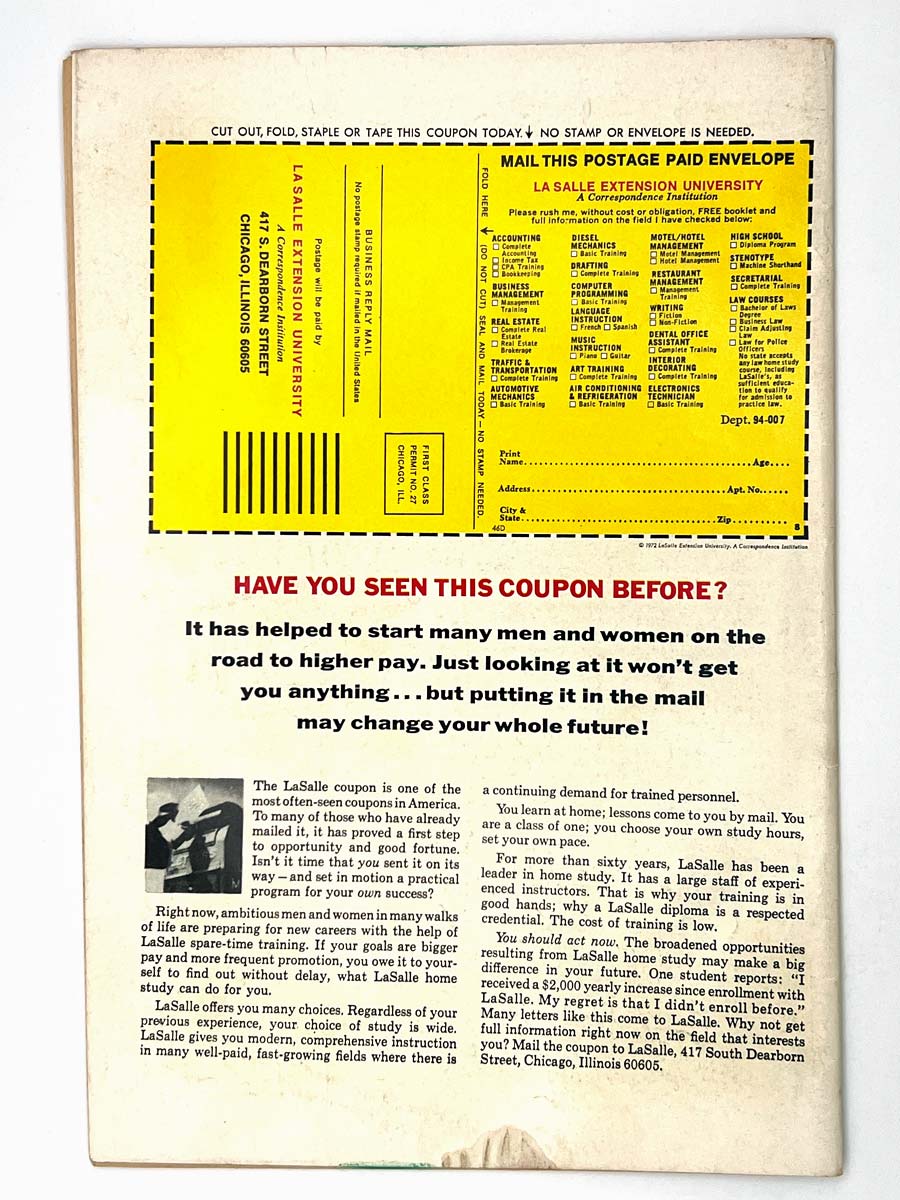 CUT OUT, FOLD, STAPLE OR TAPE THIS COUPON TODAY. NO STAMP OR ENVELOPE IS NEEDED.
FIRST CLASS
PERMIT NO. 27
CHICAGO, ILL.
BUSINESS REPLY MAIL
No postage stamp required if mailed in the United States
Postage will be paid by
LA SALLE EXTENSION UNIVERSITY
A Correspondence Institution
417 S. DEARBORN STREET
CHICAGO, ILLINOIS 60605
FOLD HERE (DO NOT CUT) SEAL AND MAIL TODAY — NO STAMP NEEDED.
MAIL THIS POSTAGE PAID ENVELOPE
LA SALLE EXTENSION UNIVERSITY
A Correspondence Institution
Please rush me, without cost or obligation, FREE booklet and
full information on the field I have checked below:
ACCOUNTING
Complete
Accounting
Income Tax
CPA Training
Bookkeeping
BUSINESS
MANAGEMENT
Management
Training
REAL ESTATE
Complete Real
Estate
Real Estate
Brokerage
TRAFFIC &
TRANSPORTATION
Complete Training
AUTOMOTIVE
MECHANICS
Basic Training
DIESEL
MECHANICS
Basic Training
DRAFTING
Complete Training
COMPUTER
PROGRAMMING
Basic Training
LANGUAGE
INSTRUCTION
French Spanish
MUSIC
INSTRUCTION
Piano Guitar
ART TRAINING
Complete Training
AIR CONDITIONING
& REFRIGERATION
Basic Training
MOTEL/HOTEL
MANAGEMENT
Motel Management
Hotel Management
RESTAURANT
MANAGEMENT
Management
Training
WRITING
Fiction
Non-Fiction
DENTAL OFFICE
ASSISTANT
Complete Training
INTERIOR
DECORATING
Complete Training
ELECTRONICS
TECHNICIAN
Basic Training
HIGH SCHOOL
Diploma Program
STENOTYPE
Machine Shorthand
SECRETARIAL
Complete Training
LAW COURSES
Bachelor of Laws
Degree
Business Law
Claim Adjusting
Law
Law for Police
Officers
No state accepts
any law home study
course, including
LaSalle's, as
sufficient educa-
tion to qualify
for admission to
practice law.
Dept. 94-007
Print
Name Age
Address Apt. No.
City &
State Zip
46D 8
© 1972 LaSalle Extension University. A Correspondence Institution
HAVE YOU SEEN THIS COUPON BEFORE?
It has helped to start many men and women on the
road to higher pay. Just looking at it won't get
you anything...but putting it in the mail
may change your whole future!
The LaSalle coupon is one of the
most often-seen coupons in America.
To many of those who have already
mailed it, it has proved a first step
to opportunity and good fortune.
Isn't it time that you sent it on its
way—and set in motion a practical
program for your own success?
Right now, ambitious men and women in many walks
of life are preparing for new careers with the help of
LaSalle spare-time training. If your goals are bigger
pay and more frequent promotion, you owe it to your-
self to find out without delay, what LaSalle home
study can do for you.
LaSalle offers you many choices. Regardless of your
previous experience, your choice of study is wide.
LaSalle gives you modern, comprehensive instruction
in many well-paid, fast-growing fields where there is
a continuing demand for trained personnel.
You learn at home; lessons come to you by mail. You
are a class of one; you choose your own study hours,
set your own pace.
For more than sixty years, LaSalle has been a
leader in home study. It has a large staff of experi-
enced instructors. That is why your training is in
good hands; why a LaSalle diploma is a respected
credential. The cost of training is low.
You should act now. The broadened opportunities
resulting from LaSalle home study may make a big
difference in your future. One student reports: "I
received a $2,000 yearly increase since enrollment with
LaSalle. My regret is that I didn't enroll before."
Many letters like this come to LaSalle. Why not get
full information right now on the field that interests
you? Mail the coupon to LaSalle, 417 South Dearborn
Street, Chicago, Illinois 60605.